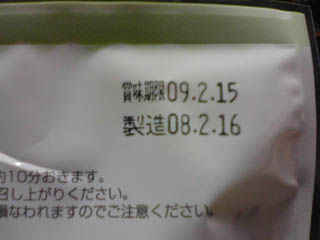 賞味期限09.2.15
製造08.2.16
約10分おきます。
召し上がりください。
損なわれますのでご注意ください。